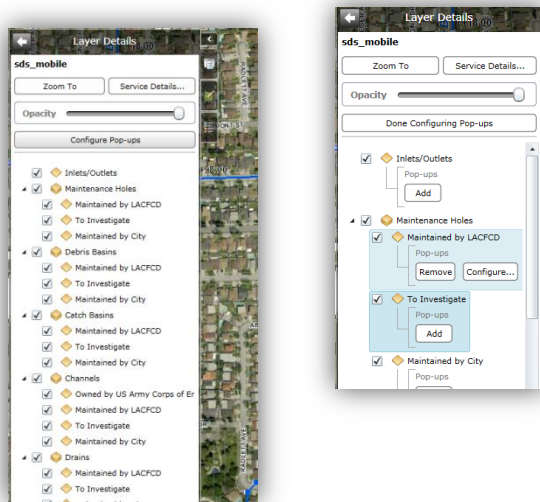 Layer Details
sds_mobile
Zoom To
Service Details...
Opacity
Configure Pop-ups
Inlets/Outlets
Maintenance Holes
Maintained by LACFCD
To Investigate
Maintained by City
Debris Basins
Maintained by LACFCD
To Investigate
Maintained by City
Catch Basins
Maintained by LACFCD
To Investigate
Maintained by City
Channels
Owned by US Army Corps of Er
Maintained by LACFCD
To Investigate
Maintained by City
Drains
Maintained by LACFCD
To Investigate
Layer Details
sds_mobile
Zoom To
Service Details...
Opacity
Done Configuring Pop-ups
Inlets/Outlets
Pop-ups
Add
Maintenance Holes
Maintained by LACFCD
Pop-ups
Remove
Configure...
To Investigate
Pop-ups
Add
Maintained by City
Pop-ups